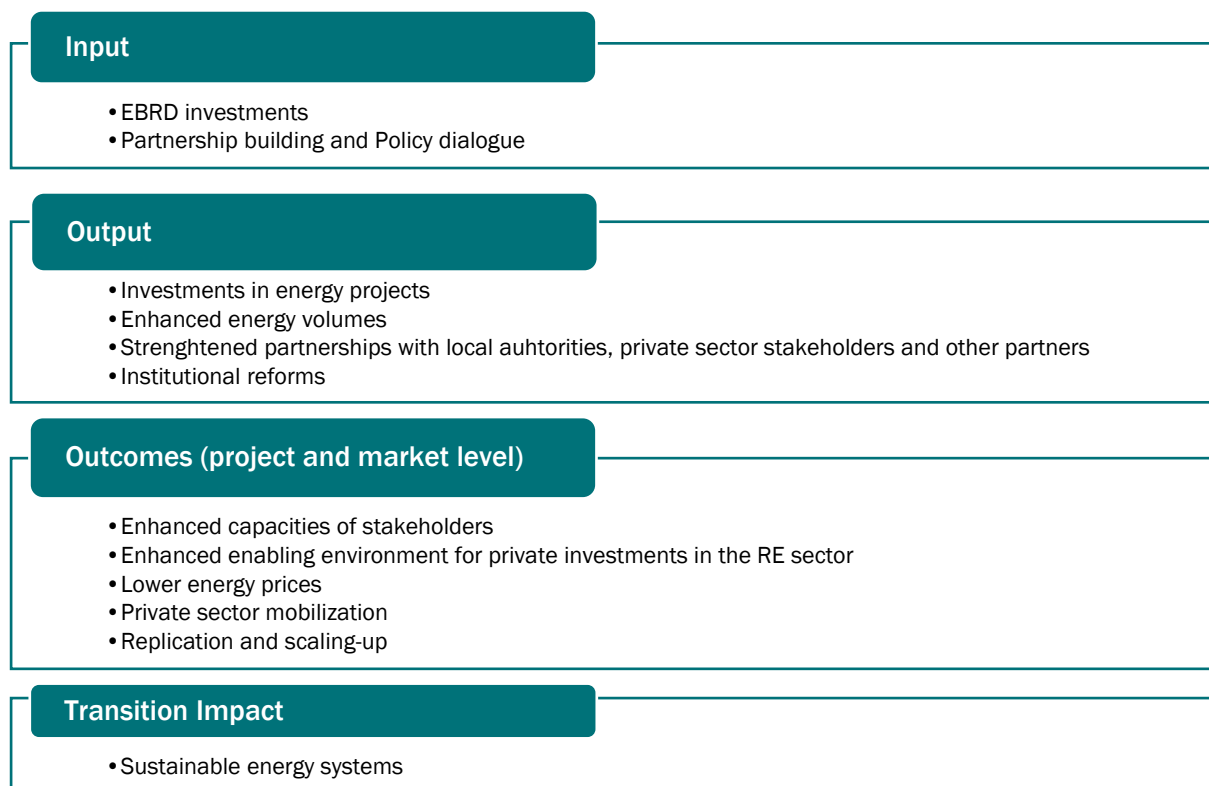 Input
•EBRD investments
•Partnership building and Policy dialogue
Output
•Investments in energy projects
•Enhanced energy volumes
•Strenghtened partnerships with local auhtorities, private sector stakeholders and other partners
•Institutional reforms
Outcomes (project and market level)
•Enhanced capacities of stakeholders
•Enhanced enabling environment for private investments in the RE sector
•Lower energy prices
•Private sector mobilization
•Replication and scaling-up
Transition Impact
•Sustainable energy systems